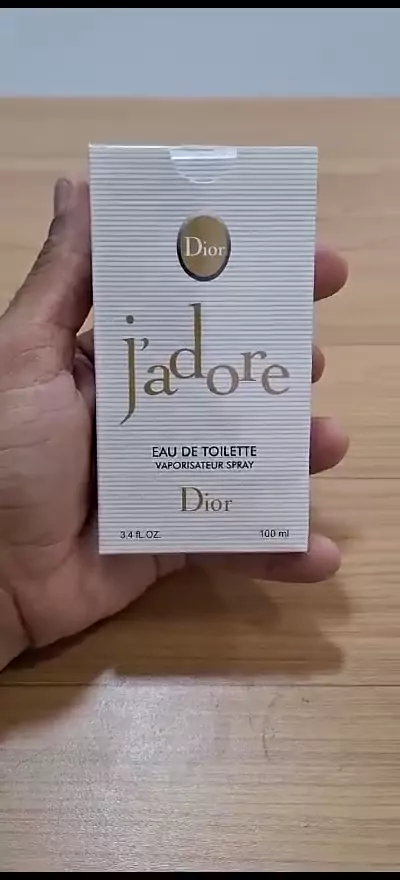 Dior
j'adore
EAU DE TOILETTE
VAPORISATEUR SPRAY
Dior
3.4 fL.OZ. 100 ml